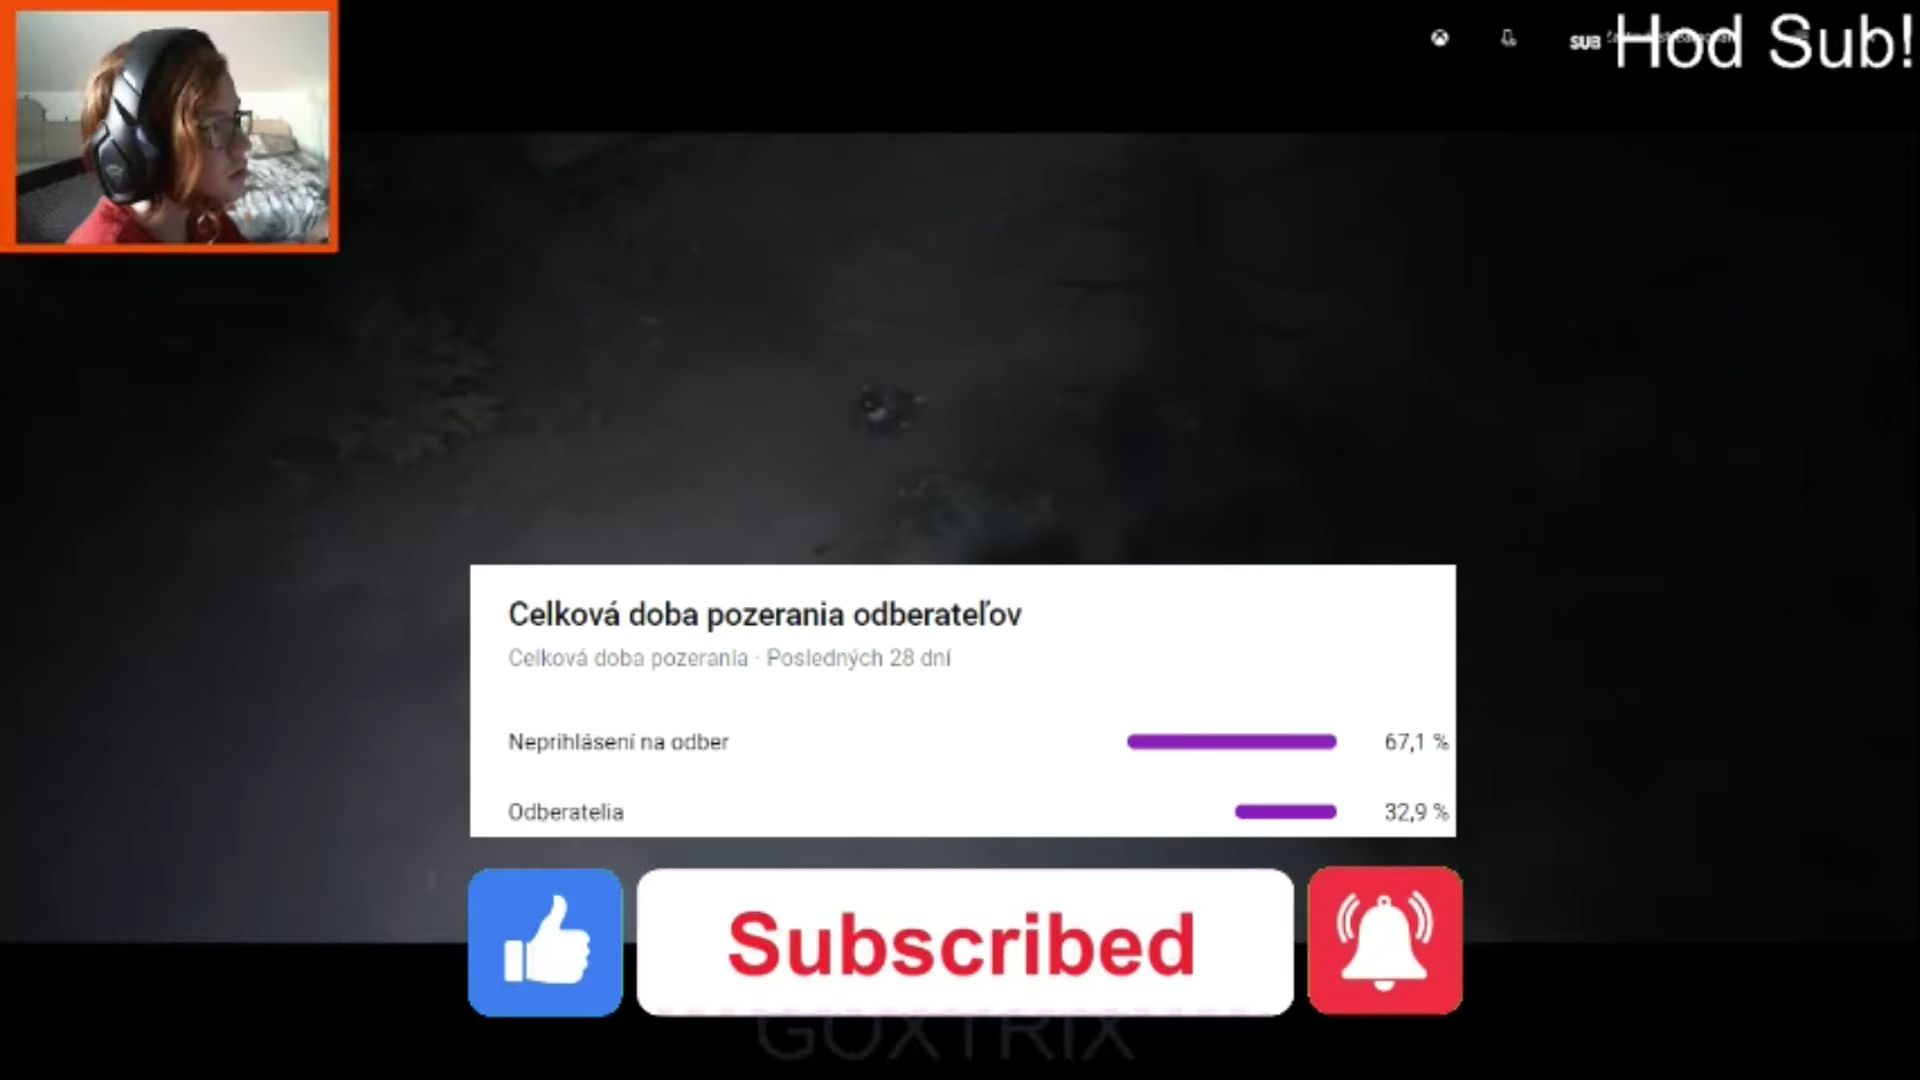 SUB
Hod Sub!
Celková doba pozerania odberateľov
Celková doba pozerania · Posledných 28 dní
Neprihlásení na odber
67,1 %
Odberatelia
32,9 %
Subscribed
GOXTRIX